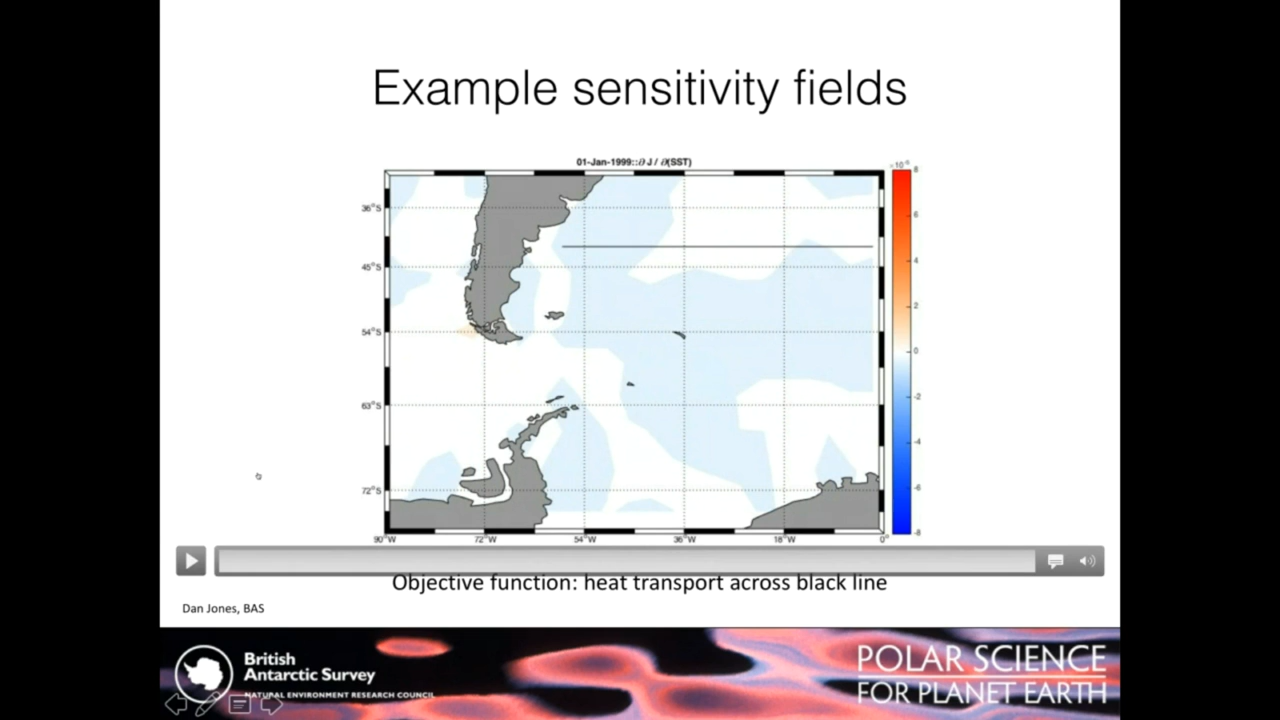 Example sensitivity fields
01-Jan-1999::∂ J / ∂(SST)
×10⁻⁵
8
6
4
2
0
-2
-4
-6
-8
36°S
45°S
54°S
63°S
72°S
90°W
72°W
54°W
36°W
18°W
0°
Objective function: heat transport across black line
Dan Jones, BAS
British
Antarctic Survey
NATURAL ENVIRONMENT RESEARCH COUNCIL
POLAR SCIENCE
FOR PLANET EARTH